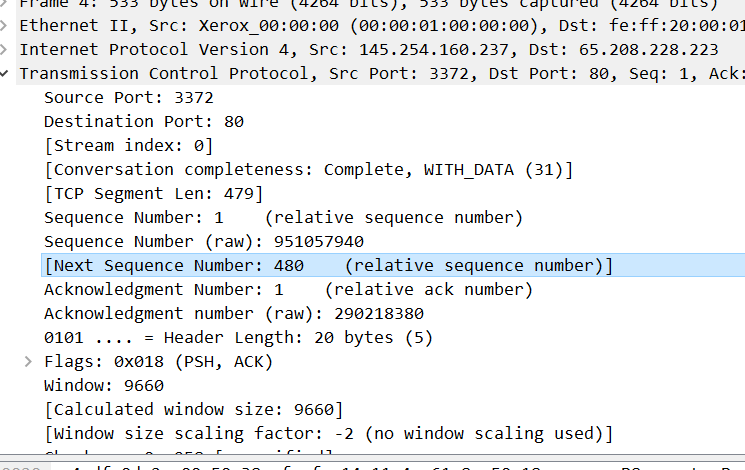 Frame 4: 533 bytes on wire (4264 bits), 533 bytes captured (4264 bits)
Ethernet II, Src: Xerox_00:00:00 (00:00:01:00:00:00), Dst: fe:ff:20:00:01
Internet Protocol Version 4, Src: 145.254.160.237, Dst: 65.208.228.223
Transmission Control Protocol, Src Port: 3372, Dst Port: 80, Seq: 1, Ack:
Source Port: 3372
Destination Port: 80
[Stream index: 0]
[Conversation completeness: Complete, WITH_DATA (31)]
[TCP Segment Len: 479]
Sequence Number: 1    (relative sequence number)
Sequence Number (raw): 951057940
[Next Sequence Number: 480    (relative sequence number)]
Acknowledgment Number: 1    (relative ack number)
Acknowledgment number (raw): 290218380
0101 .... = Header Length: 20 bytes (5)
Flags: 0x018 (PSH, ACK)
Window: 9660
[Calculated window size: 9660]
[Window size scaling factor: -2 (no window scaling used)]